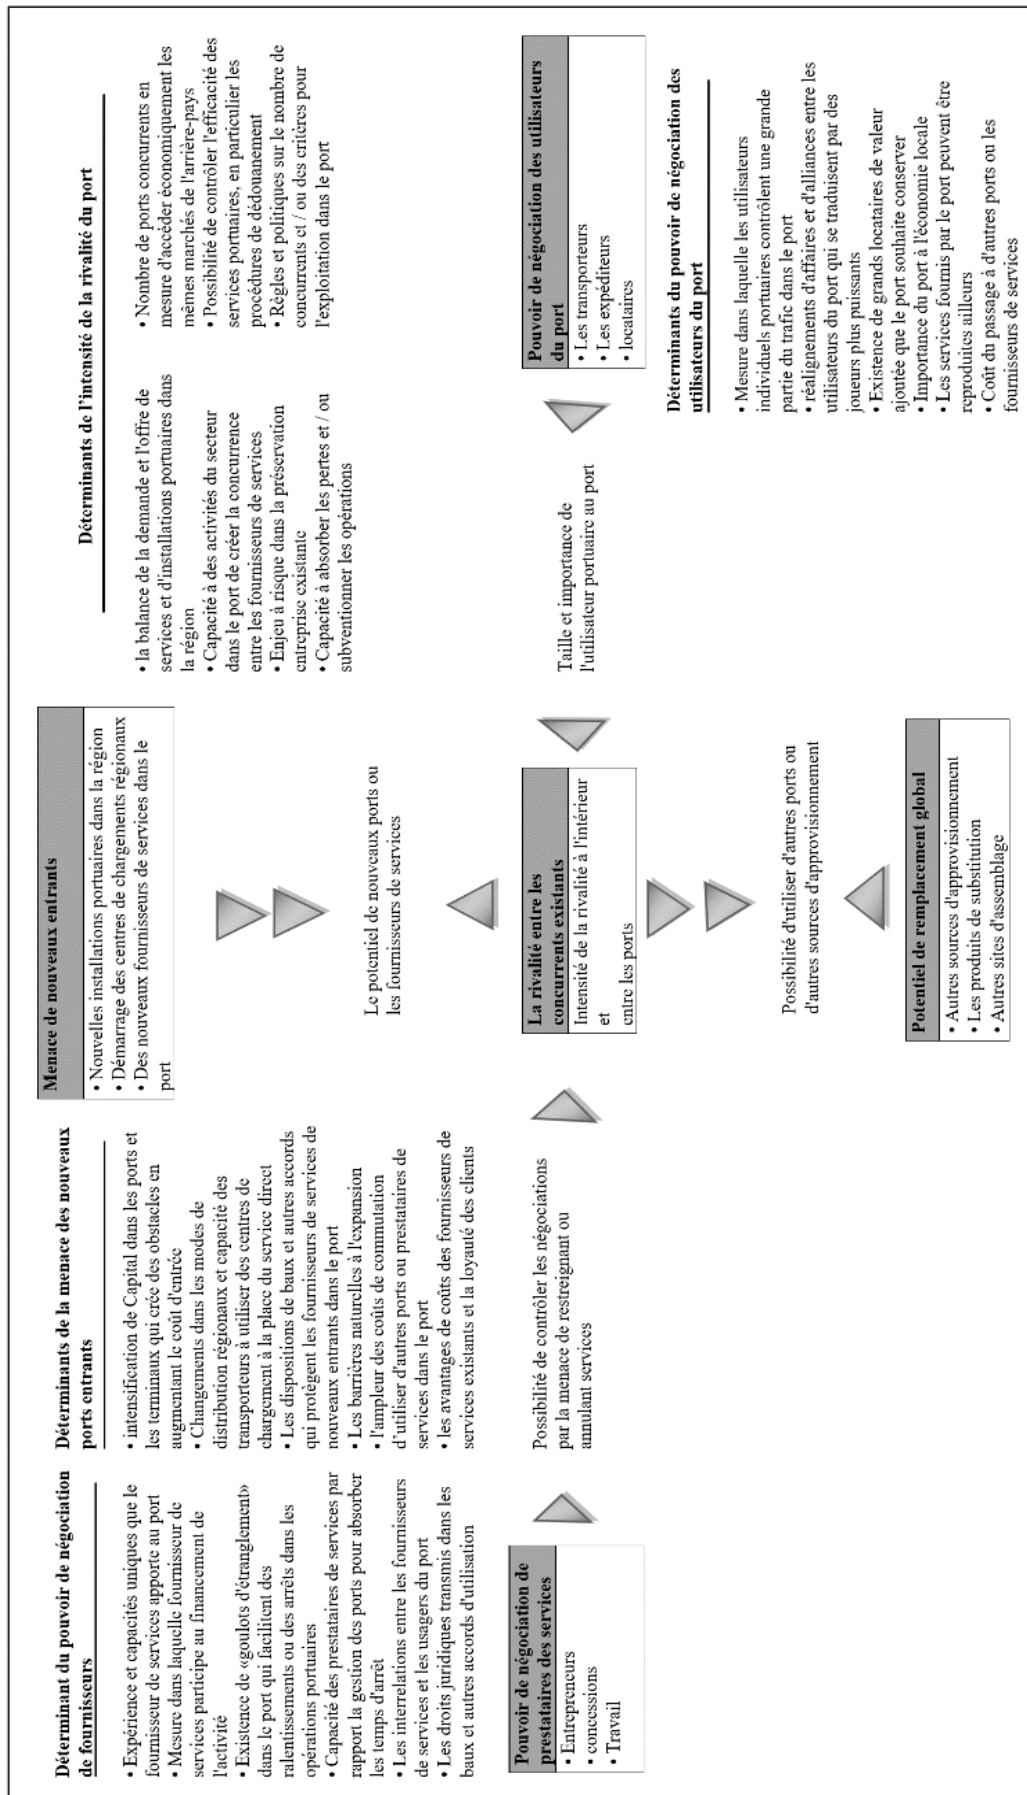 Déterminant du pouvoir de négociation
de fournisseurs
• Expérience et capacités uniques que le
fournisseur de services apporte au port
• Mesure dans laquelle fournisseur de
services participe au financement de
l'activité
• Existence de «goulots d'étranglement»
dans le port qui facilitent des
ralentissements ou des arrêts dans les
opérations portuaires
• Capacité des prestataires de services par
rapport la gestion des ports pour absorber
les temps d'arrêt
• Les interrelations entre les fournisseurs
de services et les usagers du port
• Les droits juridiques transmis dans les
baux et autres accords d'utilisation
Déterminants de la menace des nouveaux
ports entrants
• intensification de Capital dans les ports et
les terminaux qui crée des obstacles en
augmentant le coût d'entrée
• Changements dans les modes de
distribution régionaux et capacité des
transporteurs à utiliser des centres de
chargement à la place du service direct
• Les dispositions de baux et autres accords
qui protègent les fournisseurs de services de
nouveaux entrants dans le port
• Les barrières naturelles à l'expansion
• l'ampleur des coûts de commutation
d'utiliser d'autres ports ou prestataires de
services dans le port
• les avantages de coûts des fournisseurs de
services existants et la loyauté des clients
Menace de nouveaux entrants
• Nouvelles installations portuaires dans la région
• Démarrage des centres de chargements régionaux
• Des nouveaux fournisseurs de services dans le
port
Déterminants de l'intensité de la rivalité du port
• la balance de la demande et l'offre de
services et d'installations portuaires dans
la région
• Capacité à des activités du secteur
dans le port de créer la concurrence
entre les fournisseurs de services
• Enjeu à risque dans la préservation
entreprise existante
• Capacité à absorber les pertes et / ou
subventionner les opérations
• Nombre de ports concurrents en
mesure d'accéder économiquement les
mêmes marchés de l'arrière-pays
• Possibilité de contrôler l'efficacité des
services portuaires, en particulier les
procédures de dédouanement
• Règles et politiques sur le nombre de
concurrents et / ou des critères pour
l'exploitation dans le port
Le potentiel de nouveaux ports ou
les fournisseurs de services
Pouvoir de négociation de
prestataires des services
• Entrepreneurs
• concessions
• Travail
Possibilité de contrôler les négociations
par la menace de restreignant ou
annulant services
La rivalité entre les
concurrents existants
Intensité de la rivalité à l'intérieur
et
entre les ports
Taille et importance de
l'utilisateur portuaire au port
Pouvoir de négociation des utilisateurs
du port
• Les transporteurs
• Les expéditeurs
• locataires
Possibilité d'utiliser d'autres ports ou
d'autres sources d'approvisionnement
Déterminants du pouvoir de négociation des
utilisateurs du port
• Mesure dans laquelle les utilisateurs
individuels portuaires contrôlent une grande
partie du trafic dans le port
• réalignements d'affaires et d'alliances entre les
utilisateurs du port qui se traduisent par des
joueurs plus puissants
• Existence de grands locataires de valeur
ajoutée que le port souhaite conserver
• Importance du port à l'économie locale
• Les services fournis par le port peuvent être
reproduites ailleurs
• Coût du passage à d'autres ports ou les
fournisseurs de services
Potentiel de remplacement global
• Autres sources d'approvisionnement
• Les produits de substitution
• Autres sites d'assemblage